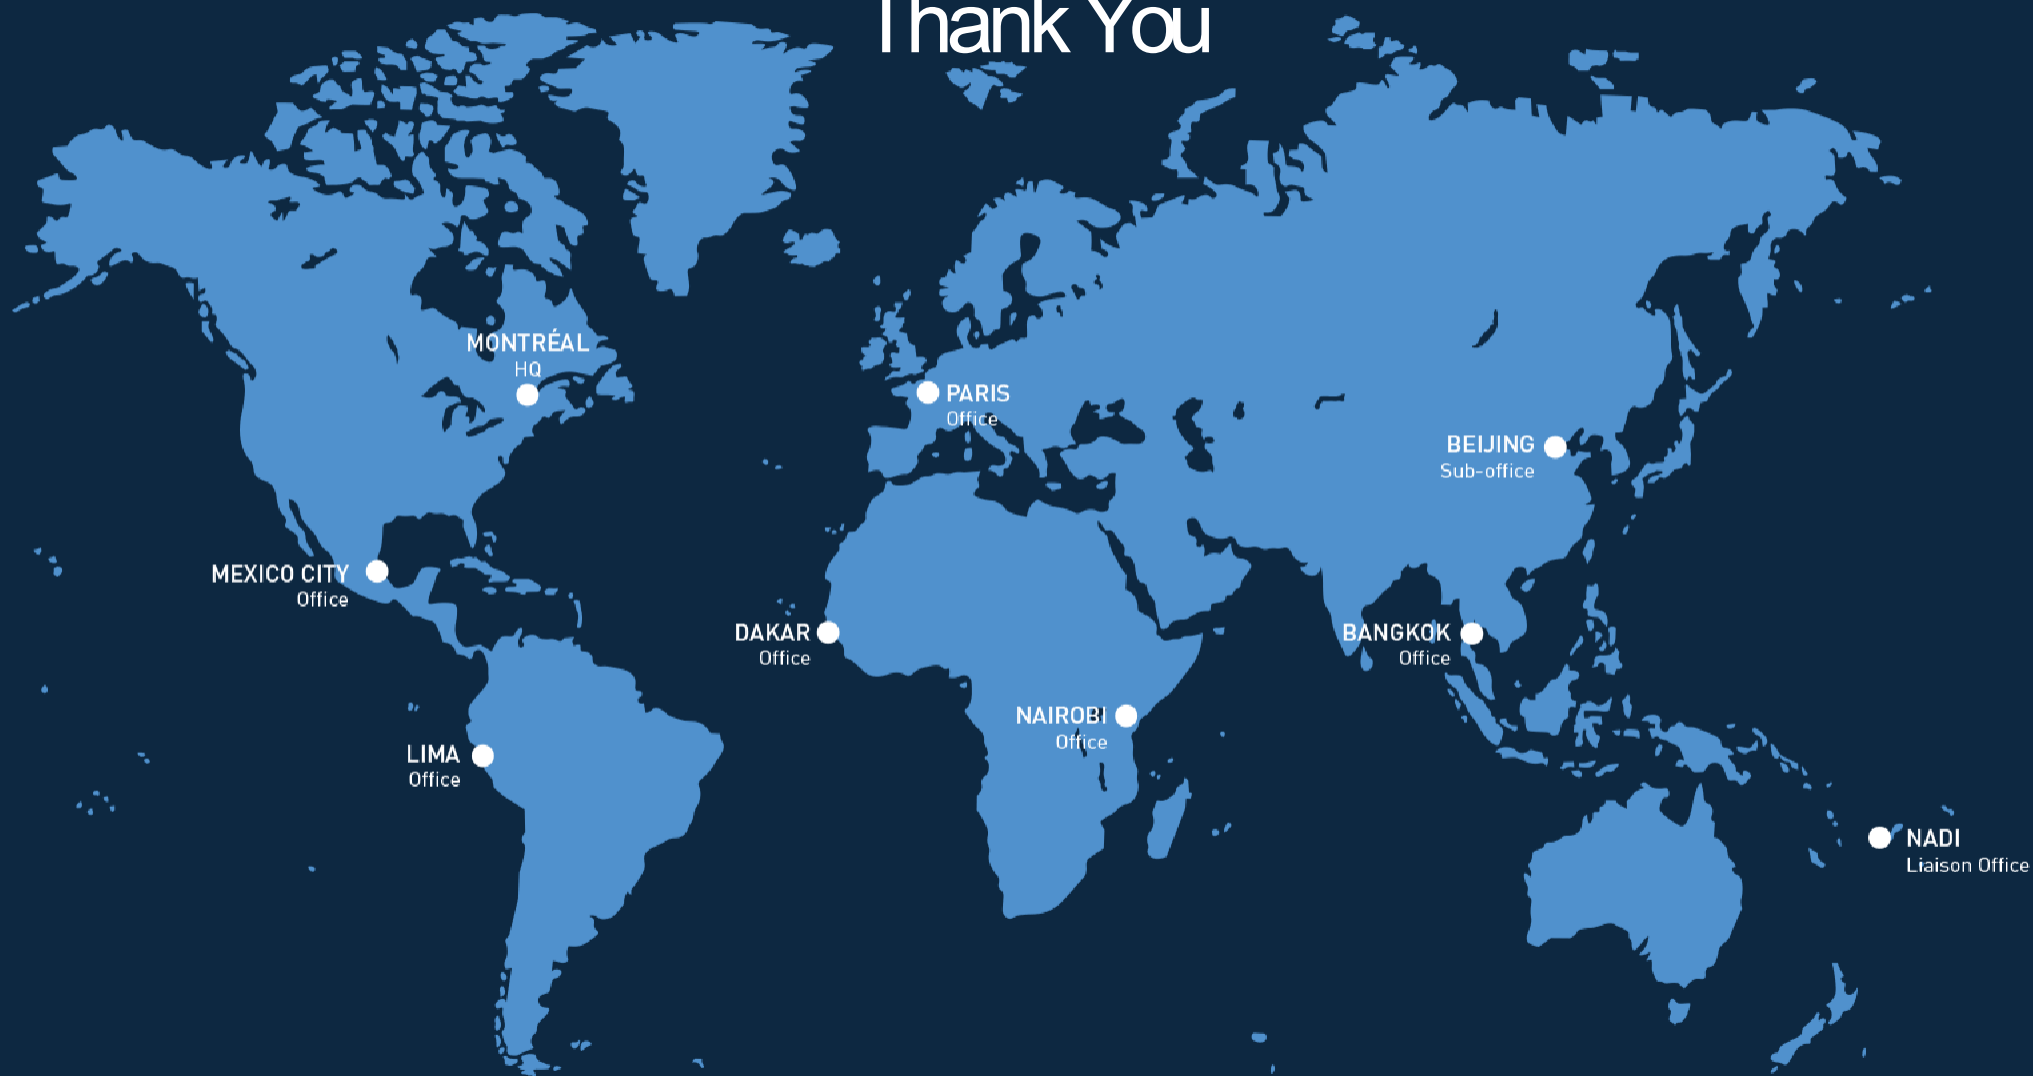 Thank You
MONTRÉAL
HQ
PARIS
Office
BEIJING
Sub-office
MEXICO CITY
Office
DAKAR
Office
BANGKOK
Office
NAIROBI
Office
LIMA
Office
NADI
Liaison Office